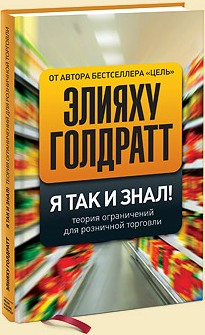 ОТ АВТОРА БЕСТСЕЛЛЕРА «ЦЕЛЬ»
ЭЛИЯХУ
ГОЛДРАТТ
Я ТАК И ЗНАЛ!
теория ограничений
для розничной торговли
ЭЛИЯХУ ГОЛДРАТТ
Я ТАК И ЗНАЛ!
ТЕОРИЯ ОГРАНИЧЕНИЙ ДЛЯ РОЗНИЧНОЙ ТОРГОВЛИ